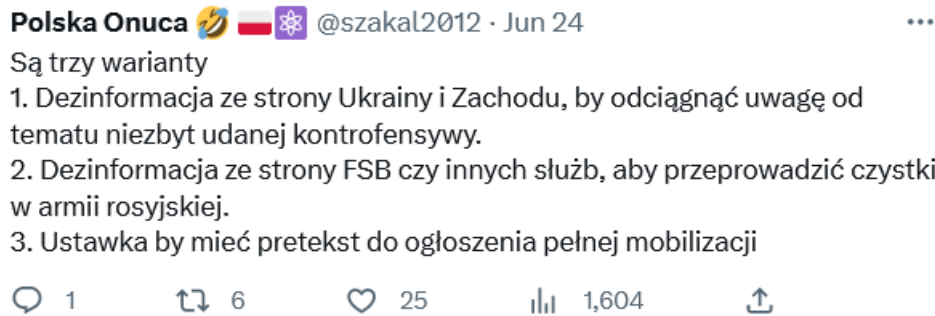 Polska Onuca 🤣 🇵🇱⚛️ @szakal2012 · Jun 24
Są trzy warianty
1. Dezinformacja ze strony Ukrainy i Zachodu, by odciągnąć uwagę od
tematu niezbyt udanej kontrofensywy.
2. Dezinformacja ze strony FSB czy innych służb, aby przeprowadzić czystki
w armii rosyjskiej.
3. Ustawka by mieć pretekst do ogłoszenia pełnej mobilizacji
1 6 25 1,604